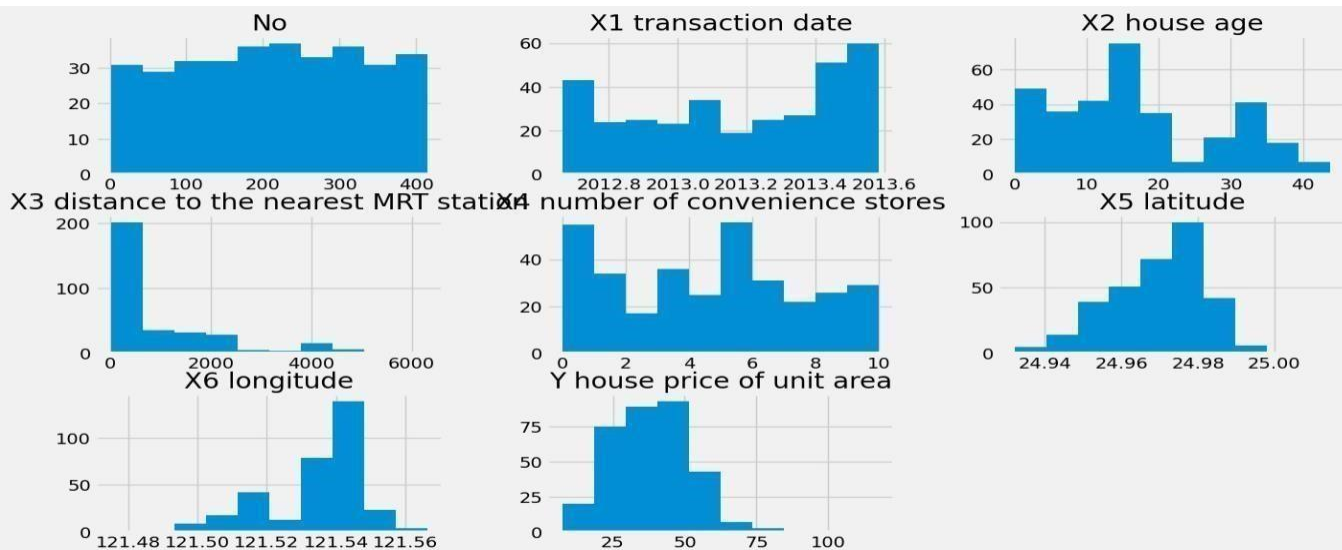 No
X1 transaction date
X2 house age
30
20
10
0
0 100 200 300 400
60
40
20
0
2012.8 2013.0 2013.2 2013.4 2013.6
60
40
20
0
0 10 20 30 40
X3 distance to the nearest MRT station
X4 number of convenience stores
X5 latitude
200
100
0
0 2000 4000 6000
40
20
0
0 2 4 6 8 10
100
50
0
24.94 24.96 24.98 25.00
X6 longitude
Y house price of unit area
100
50
0
121.48 121.50 121.52 121.54 121.56
75
50
25
0
25 50 75 100